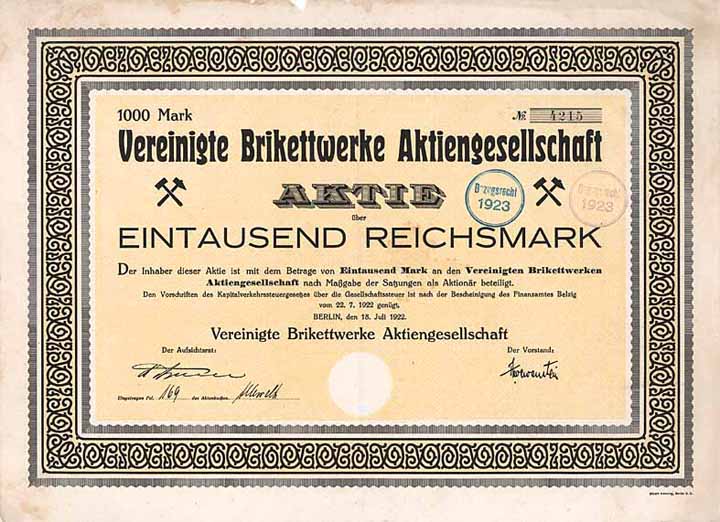 1000 Mark № 4215
Vereinigte Brikettwerke Aktiengesellschaft
AKTIE
Bezugsrecht
1923
Bezugsrecht
1923
über
EINTAUSEND REICHSMARK
Der Inhaber dieser Aktie ist mit dem Betrage von Eintausend Mark an den Vereinigten Brikettwerken
Aktiengesellschaft nach Maßgabe der Satzungen als Aktionär beteiligt.
Den Vorschriften des Kapitalverkehrssteuergesetzes über die Gesellschaftssteuer ist nach der Bescheinigung des Finanzamtes Belzig
vom 22. 7. 1922 genügt.
BERLIN, den 18. Juli 1922.
Vereinigte Brikettwerke Aktiengesellschaft
Der Aufsichtsrat: Der Vorstand:
Eingetragen Fol. 169 des Aktienbuches.